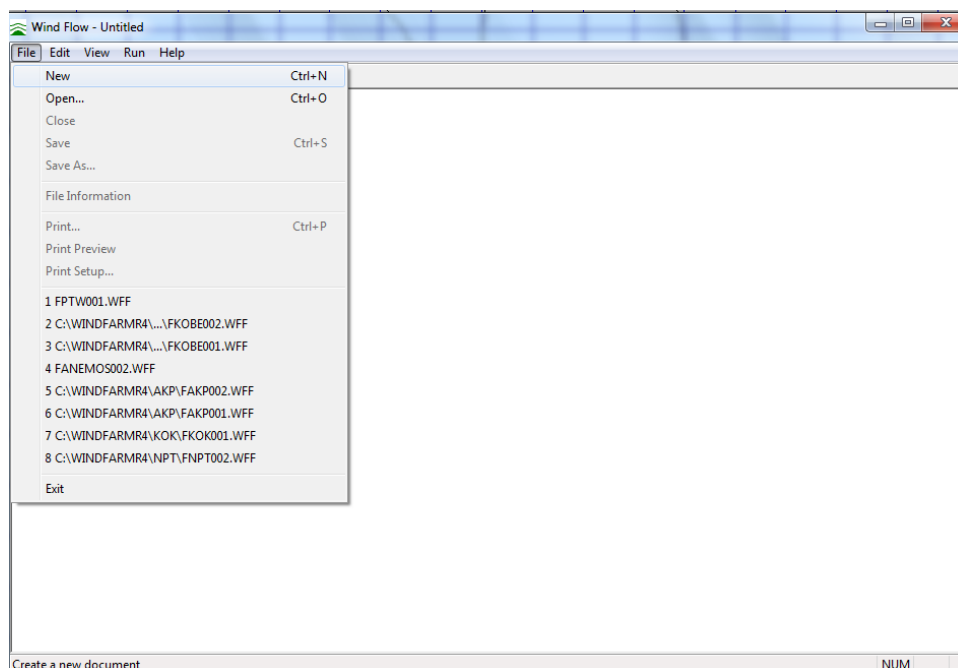 Wind Flow - Untitled
File Edit View Run Help
New Ctrl+N
Open... Ctrl+O
Close
Save Ctrl+S
Save As...
File Information
Print... Ctrl+P
Print Preview
Print Setup...
1 FPTW001.WFF
2 C:\WINDFARMR4\...\FKOBE002.WFF
3 C:\WINDFARMR4\...\FKOBE001.WFF
4 FANEMOS002.WFF
5 C:\WINDFARMR4\AKP\FAKP002.WFF
6 C:\WINDFARMR4\AKP\FAKP001.WFF
7 C:\WINDFARMR4\KOK\FKOK001.WFF
8 C:\WINDFARMR4\NPT\FNPT002.WFF
Exit
Create a new document NUM